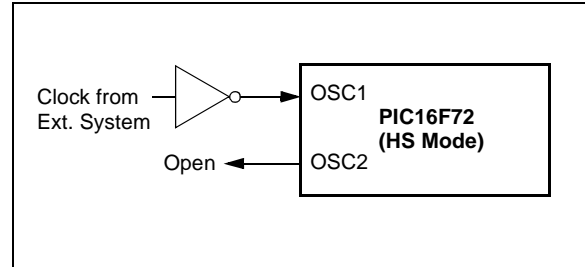 Clock from
Ext. System
OSC1
PIC16F72
(HS Mode)
Open
OSC2